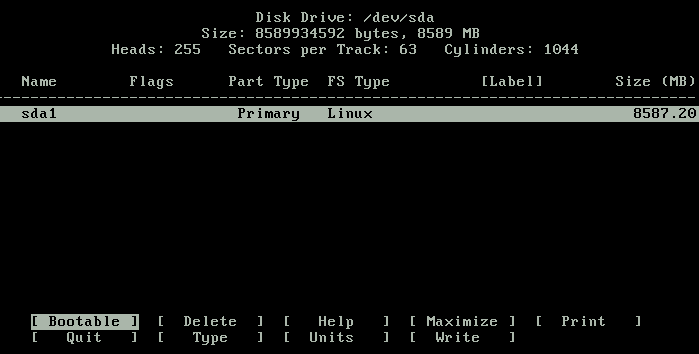 Disk Drive: /dev/sda
Size: 8589934592 bytes, 8589 MB
Heads: 255   Sectors per Track: 63   Cylinders: 1044
Name        Flags      Part Type  FS Type          [Label]        Size (MB)
------------------------------------------------------------------------------
sda1                    Primary   Linux                             8587.20
[ Bootable ]  [  Delete  ]  [   Help   ]  [ Maximize ]  [  Print   ]
[   Quit   ]  [   Type   ]  [  Units   ]  [  Write   ]